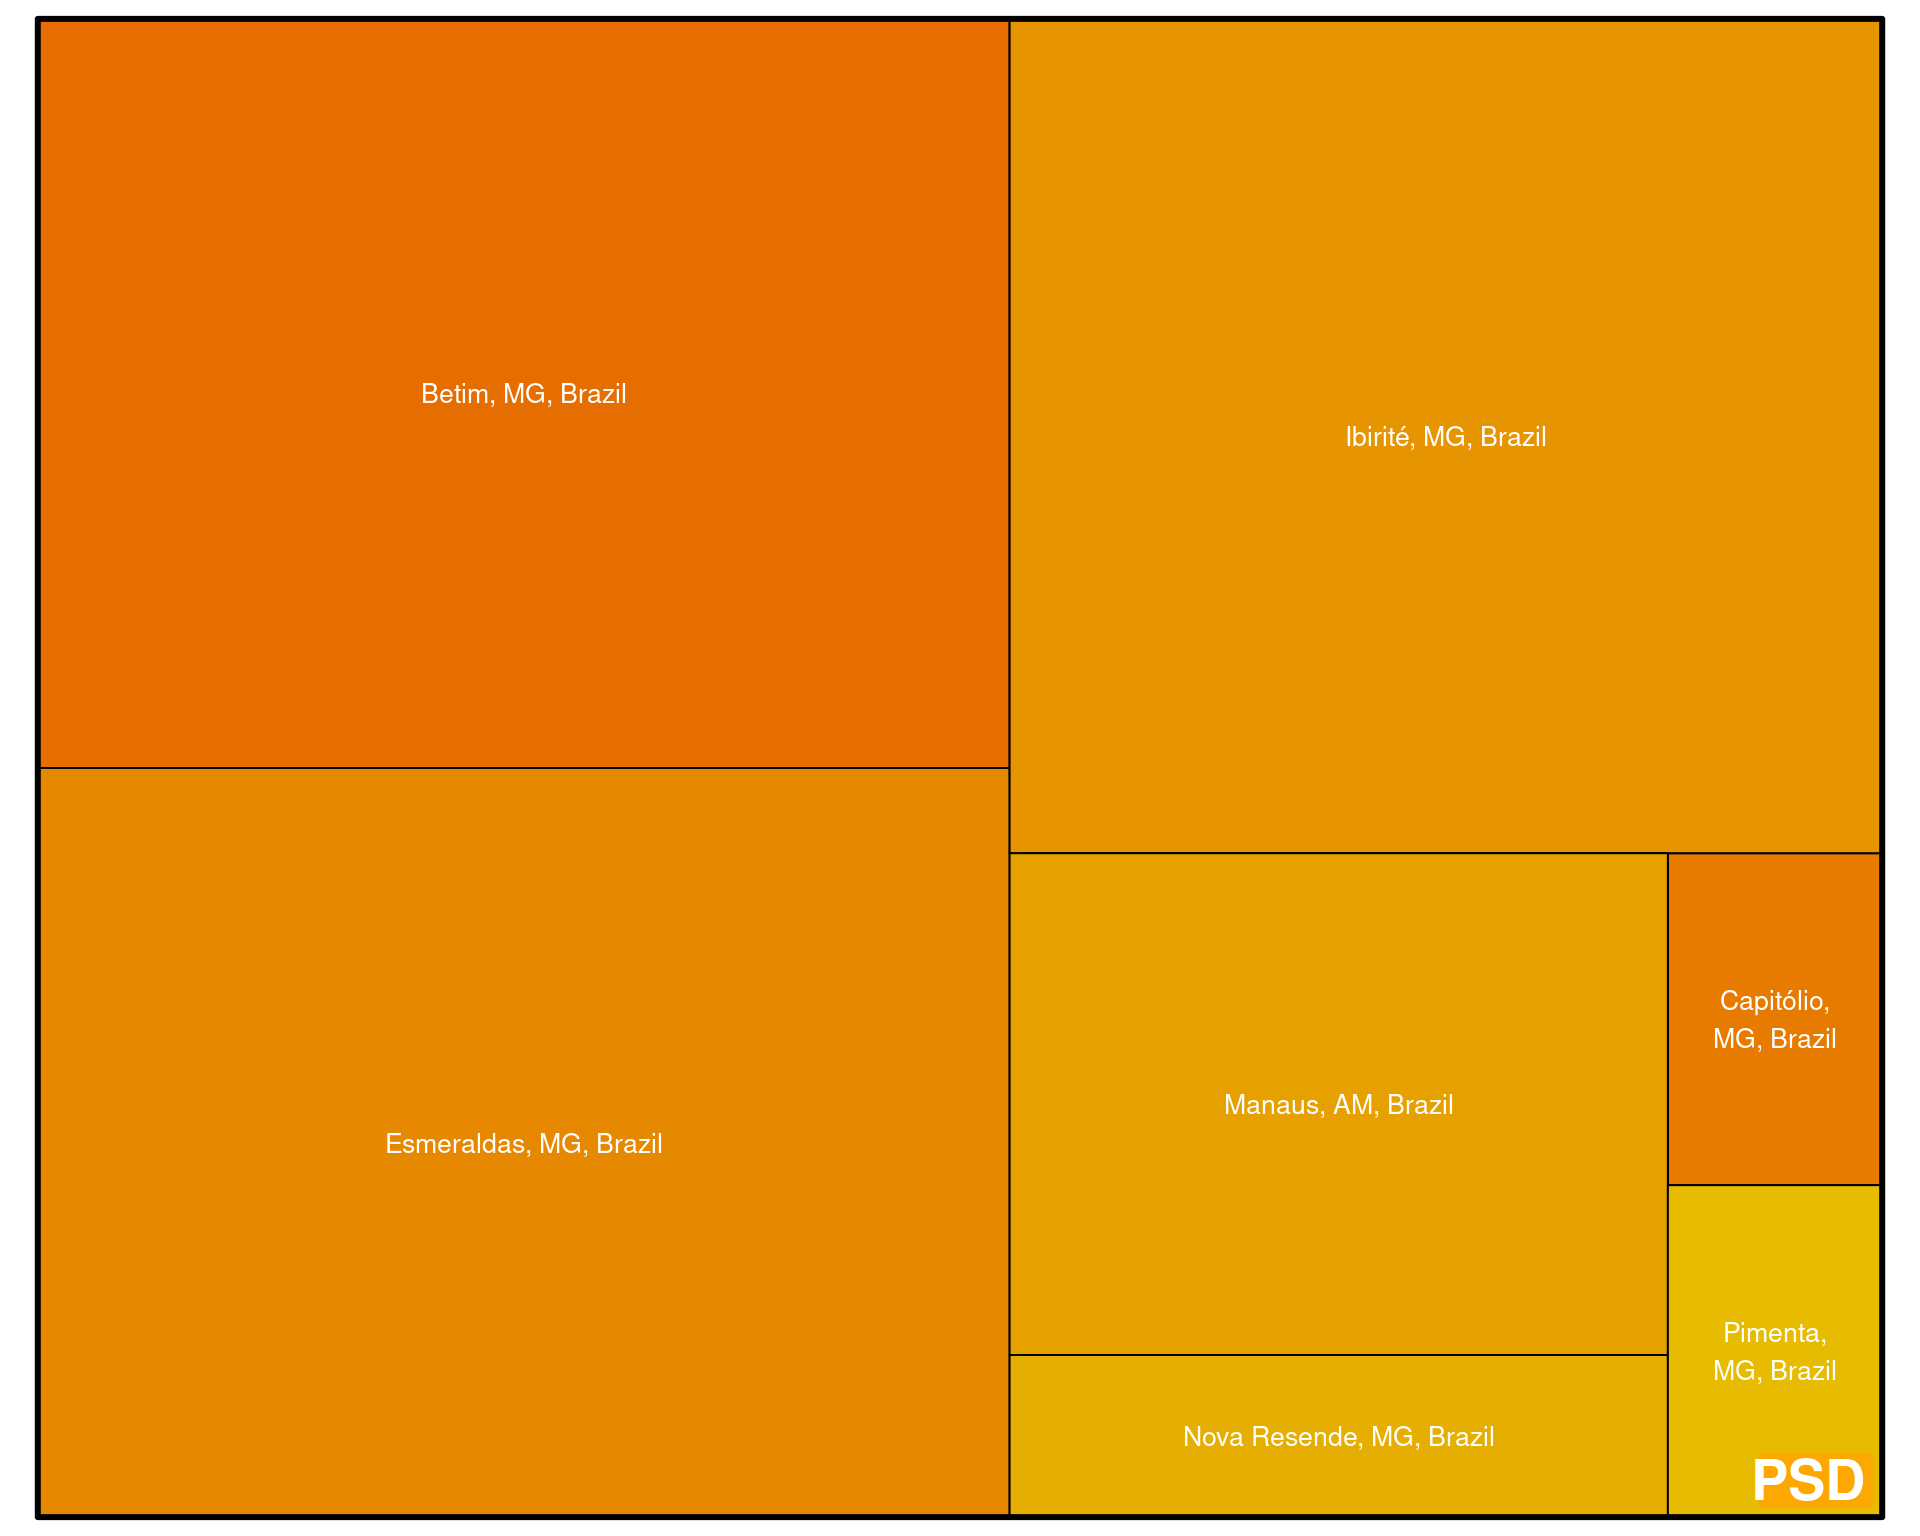 Betim, MG, Brazil
Ibirité, MG, Brazil
Esmeraldas, MG, Brazil
Manaus, AM, Brazil
Capitólio,
MG, Brazil
Nova Resende, MG, Brazil
Pimenta,
MG, Brazil
PSD